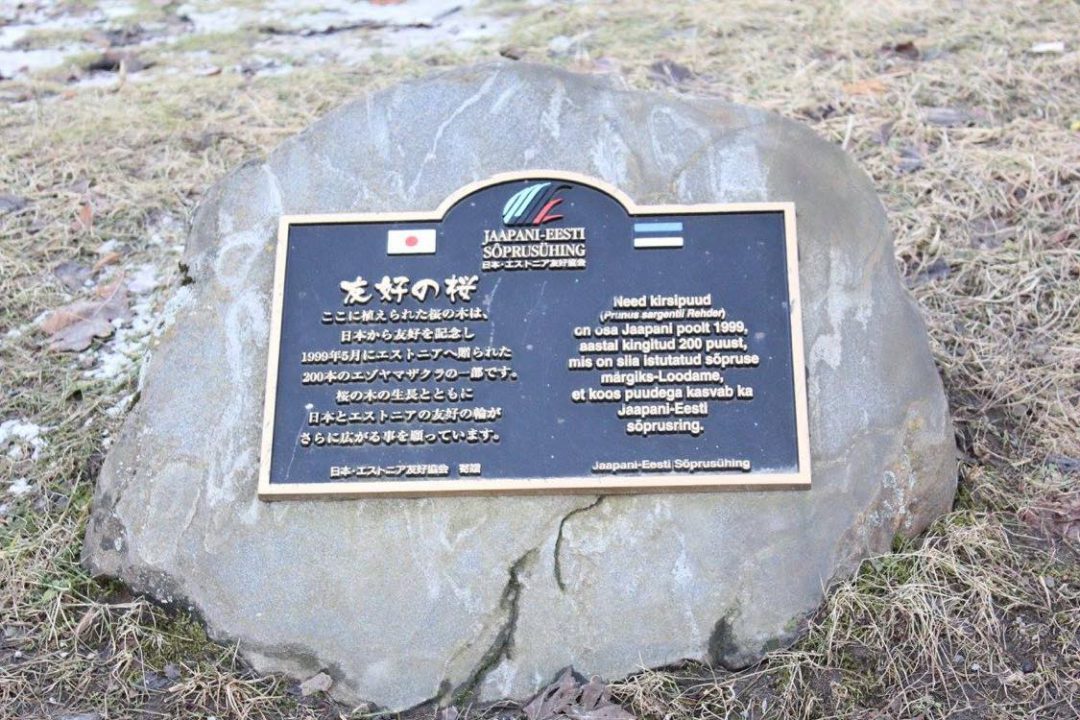 JAAPANI-EESTI
SÕPRUSÜHING
日本・エストニア友好協会
友好の桜
ここに植えられた桜の木は、
日本から友好を記念し
1999年5月にエストニアへ贈られた
200本のエゾヤマザクラの一部です。
桜の木の生長とともに
日本とエストニアの友好の輪が
さらに広がる事を願っています。
日本・エストニア友好協会 寄贈
Need kirsipuud
(Prunus sargentii Rehder)
on osa Jaapani poolt 1999,
aastal kingitud 200 puust,
mis on siia istutatud sõpruse
märgiks-Loodame,
et koos puudega kasvab ka
Jaapani-Eesti
sõprusring.
Jaapani-Eesti Sõprusühing